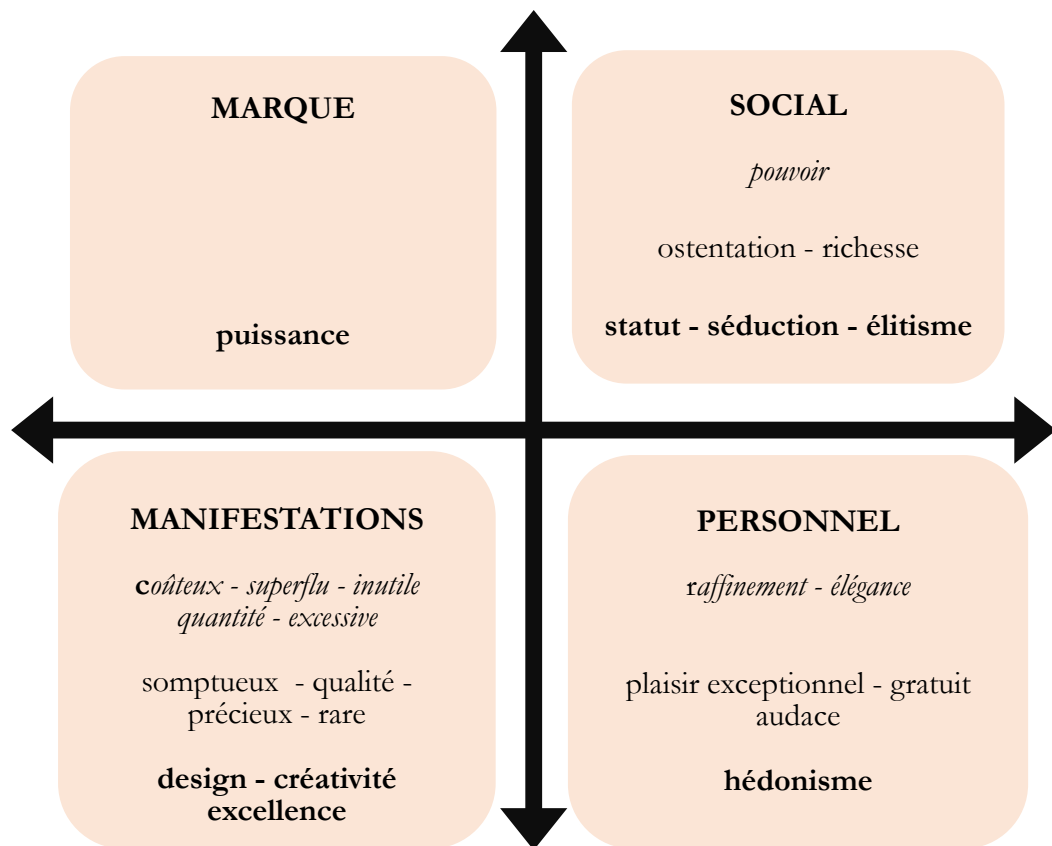 MARQUE
puissance
SOCIAL
pouvoir
ostentation - richesse
statut - séduction - élitisme
MANIFESTATIONS
coûteux - superflu - inutile
quantité - excessive
somptueux - qualité -
précieux - rare
design - créativité
excellence
PERSONNEL
raffinement - élégance
plaisir exceptionnel - gratuit
audace
hédonisme